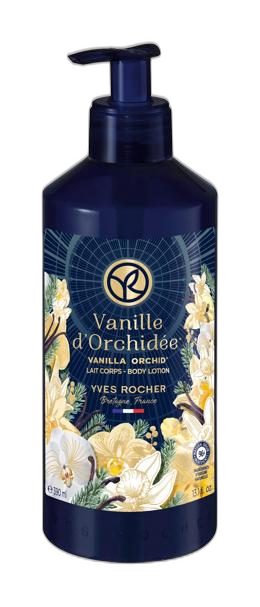 Vanille
d'Orchidée
VANILLA ORCHID*
LAIT CORPS - BODY LOTION
YVES ROCHER
Bretagne, France
℮ 390 ml
13.1 fl. oz.